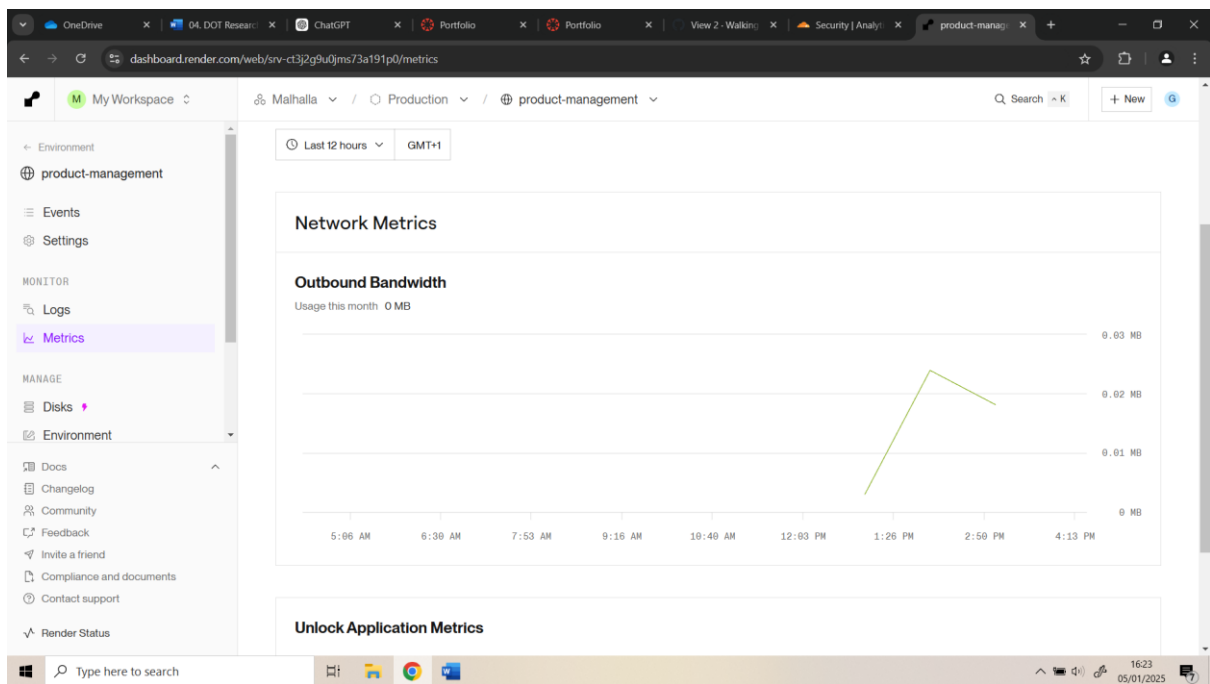 OneDrive
04. DOT Researc
ChatGPT
Portfolio
Portfolio
View 2 - Walking
Security | Analyti
product-manag
dashboard.render.com/web/srv-ct3j2g9u0jms73a191p0/metrics
M My Workspace
Malhalla / Production / product-management
Search ^ K
+ New
G
← Environment
product-management
Events
Settings
MONITOR
Logs
Metrics
MANAGE
Disks
Environment
Docs
Changelog
Community
Feedback
Invite a friend
Compliance and documents
Contact support
Render Status
Last 12 hours
GMT+1
Network Metrics
Outbound Bandwidth
Usage this month 0 MB
0.03 MB
0.02 MB
0.01 MB
0 MB
5:06 AM 6:30 AM 7:53 AM 9:16 AM 10:40 AM 12:03 PM 1:26 PM 2:50 PM 4:13 PM
Unlock Application Metrics
Type here to search
16:23
05/01/2025
7